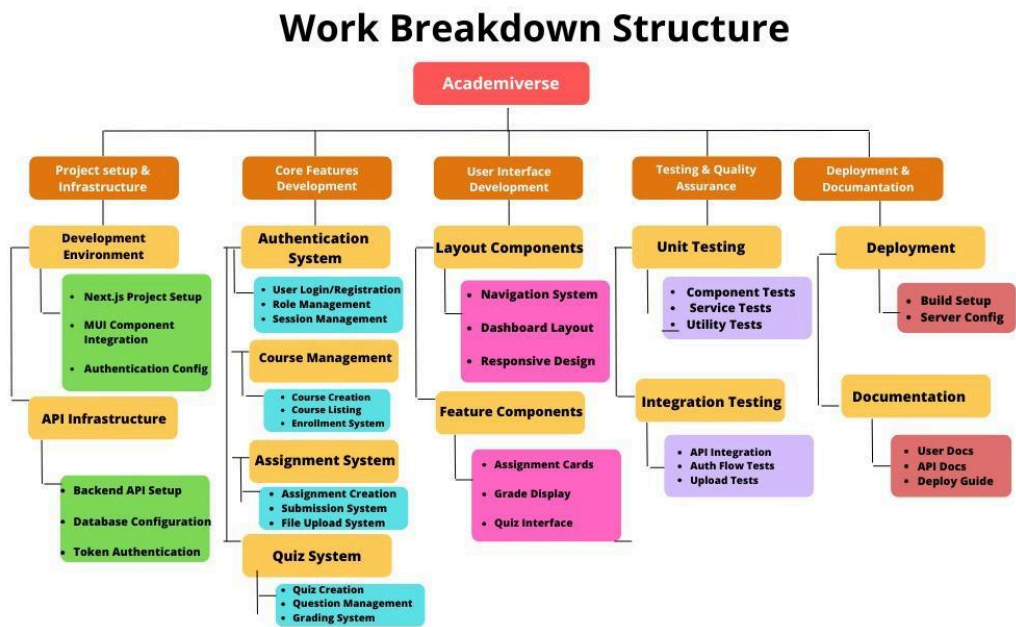 Work Breakdown Structure
Academiverse
Project setup &
Infrastructure
Development
Environment
• Next.js Project Setup
• MUI Component
Integration
• Authentication Config
API Infrastructure
• Backend API Setup
• Database Configuration
• Token Authentication
Core Features
Development
Authentication
System
• User Login/Registration
• Role Management
• Session Management
Course Management
• Course Creation
• Course Listing
• Enrollment System
Assignment System
• Assignment Creation
• Submission System
• File Upload System
Quiz System
• Quiz Creation
• Question Management
• Grading System
User Interface
Development
Layout Components
• Navigation System
• Dashboard Layout
• Responsive Design
Feature Components
• Assignment Cards
• Grade Display
• Quiz Interface
Testing & Quality
Assurance
Unit Testing
• Component Tests
• Service Tests
• Utility Tests
Integration Testing
• API Integration
• Auth Flow Tests
• Upload Tests
Deployment &
Documantation
Deployment
• Build Setup
• Server Config
Documentation
• User Docs
• API Docs
• Deploy Guide